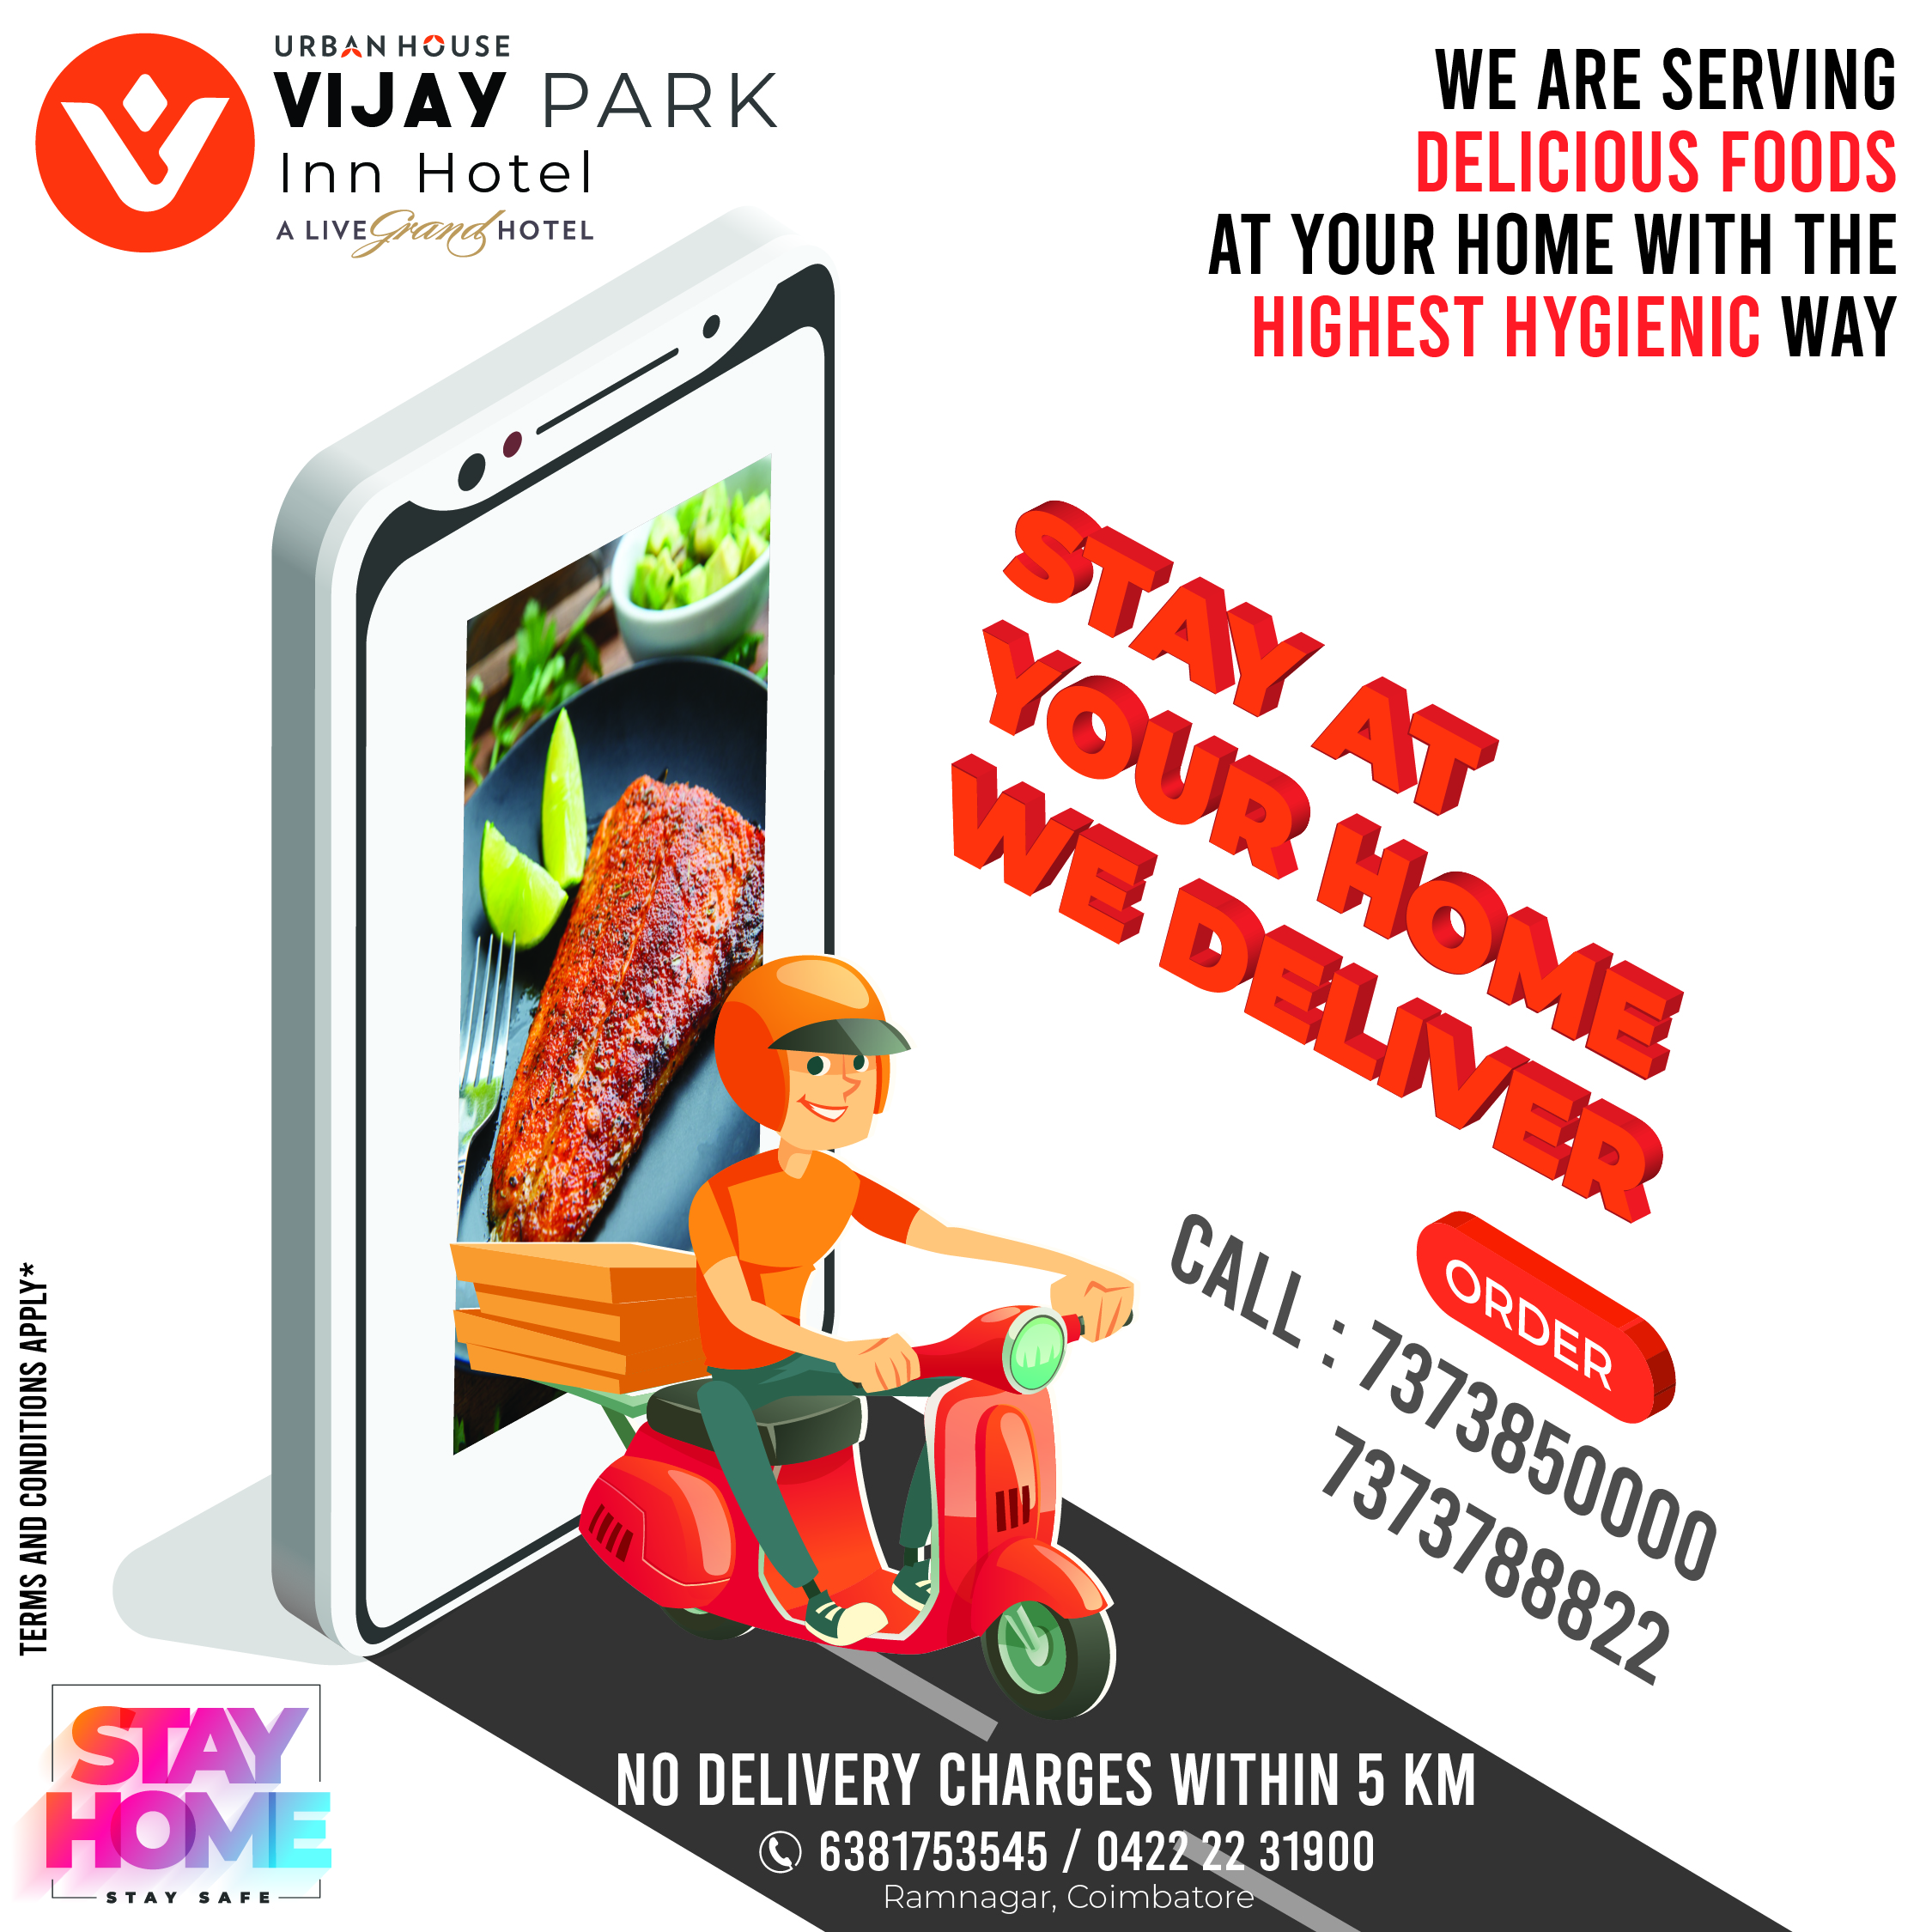 URBAN HOUSE
VIJAY PARK
Inn Hotel
A LIVE Grand HOTEL
WE ARE SERVING
DELICIOUS FOODS
AT YOUR HOME WITH THE
HIGHEST HYGIENIC WAY
STAY AT
YOUR HOME
WE DELIVER
ORDER
CALL : 7373850000
7373788822
TERMS AND CONDITIONS APPLY*
STAY
HOME
STAY SAFE
NO DELIVERY CHARGES WITHIN 5 KM
6381753545 / 0422 22 31900
Ramnagar, Coimbatore